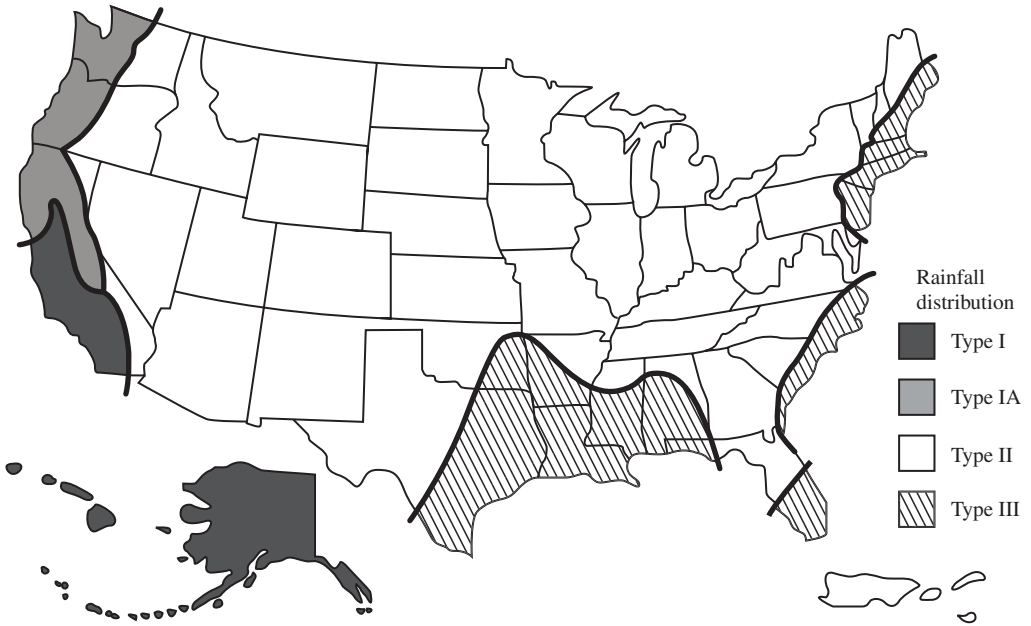 Rainfall
distribution
Type I
Type IA
Type II
Type III